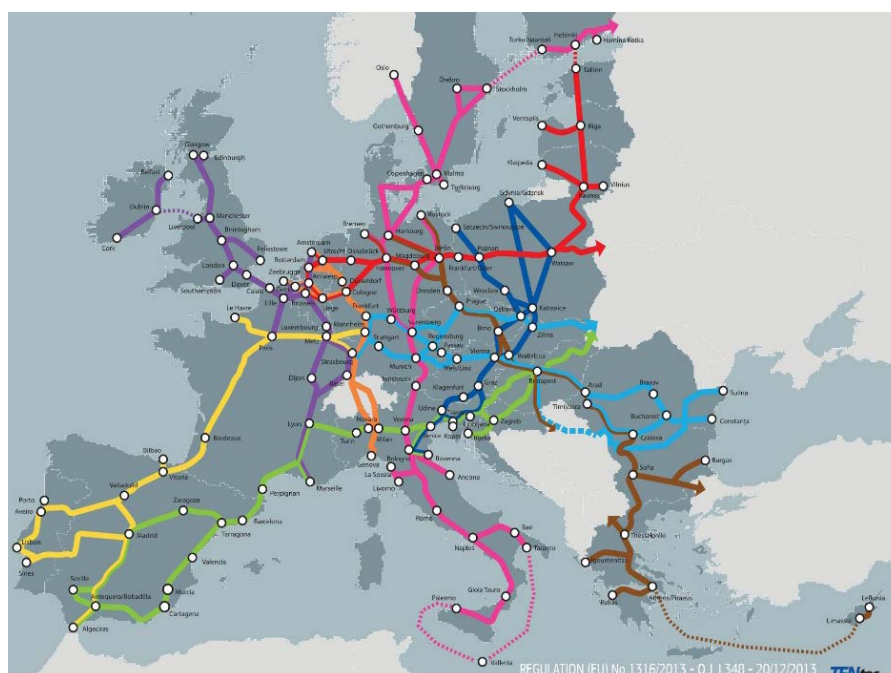 Oslo
Örebro
Stockholm
Turku-Naantali
Helsinki
Hamina/Kotka
Tallinn
Gothenburg
Ventspils
Riga
Klaipeda
Kaunas
Vilnius
Copenhagen
Malmö
Trelleborg
Glasgow
Edinburgh
Belfast
Dublin
Cork
Liverpool
Manchester
Birmingham
Felixstowe
London
Dover
Southampton
Calais
Lille
Le Havre
Paris
Zeebrugge
Amsterdam
Rotterdam
Utrecht
Antwerp
Brussels
Liège
Düsseldorf
Cologne
Osnabrück
Bremen
Hamburg
Rostock
Hannover
Magdeburg
Berlin
Frankfurt/Oder
Szczecin/Swinoujscie
Gdynia/Gdansk
Poznan
Warsaw
Wroclaw
Katowice
Ostrava
Zilina
Dresden
Prague
Brno
Frankfurt
Mannheim
Luxembourg
Metz
Strasbourg
Stuttgart
Würzburg
Nuremberg
Regensburg
Passau
Wels/Linz
Vienna
Bratislava
Budapest
Munich
Innsbruck
Klagenfurt
Graz
Udine
Ljubljana
Zagreb
Rijeka
Koper
Venice
Verona
Milan
Novara
Turin
Genova
Basel
Dijon
Lyon
Marseille
Perpignan
Bordeaux
Bilbao
Vitoria
Valladolid
Zaragoza
Barcelona
Tarragona
Madrid
Porto
Aveiro
Lisbon
Sines
Sevilla
Antequera/Bobadilla
Algeciras
Valencia
Murcia
Cartagena
Bologna
Ravenna
La Spezia
Livorno
Ancona
Rome
Naples
Bari
Taranto
Gioia Tauro
Palermo
Valletta
Arad
Timişoara
Brasov
Bucharest
Craiova
Sulina
Constanța
Sofia
Burgas
Thessaloniki
Igoumenitsa
Patras
Athens/Piraeus
Lefkosia
Limassol
REGULATION (EU) No 1316/2013 - O.J. L348 - 20/12/2013
TENtec